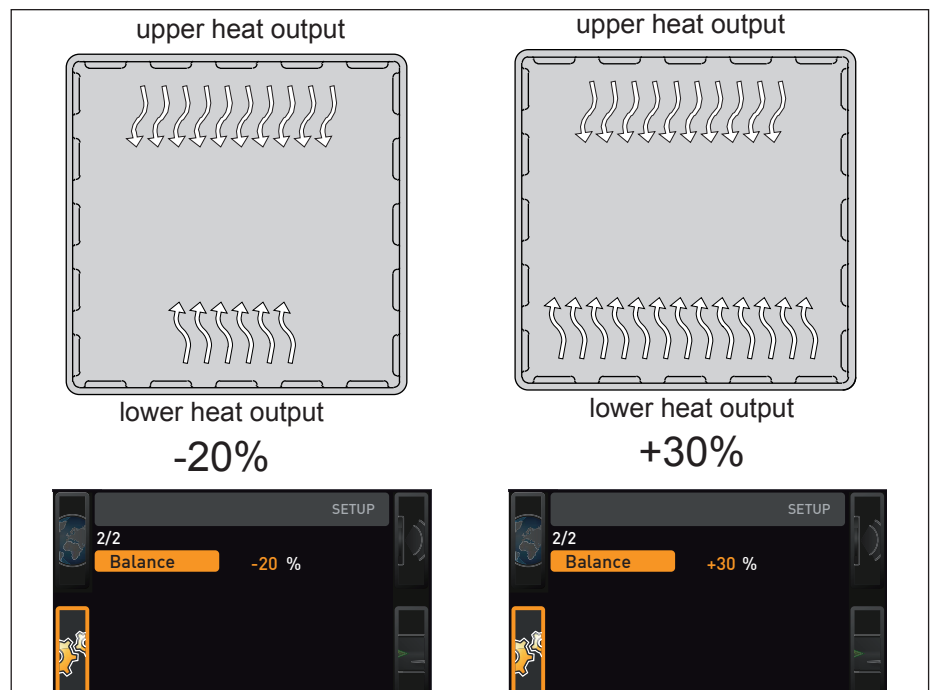 upper heat output
lower heat output
-20%
SETUP
2/2
Balance -20 %
upper heat output
lower heat output
+30%
SETUP
2/2
Balance +30 %